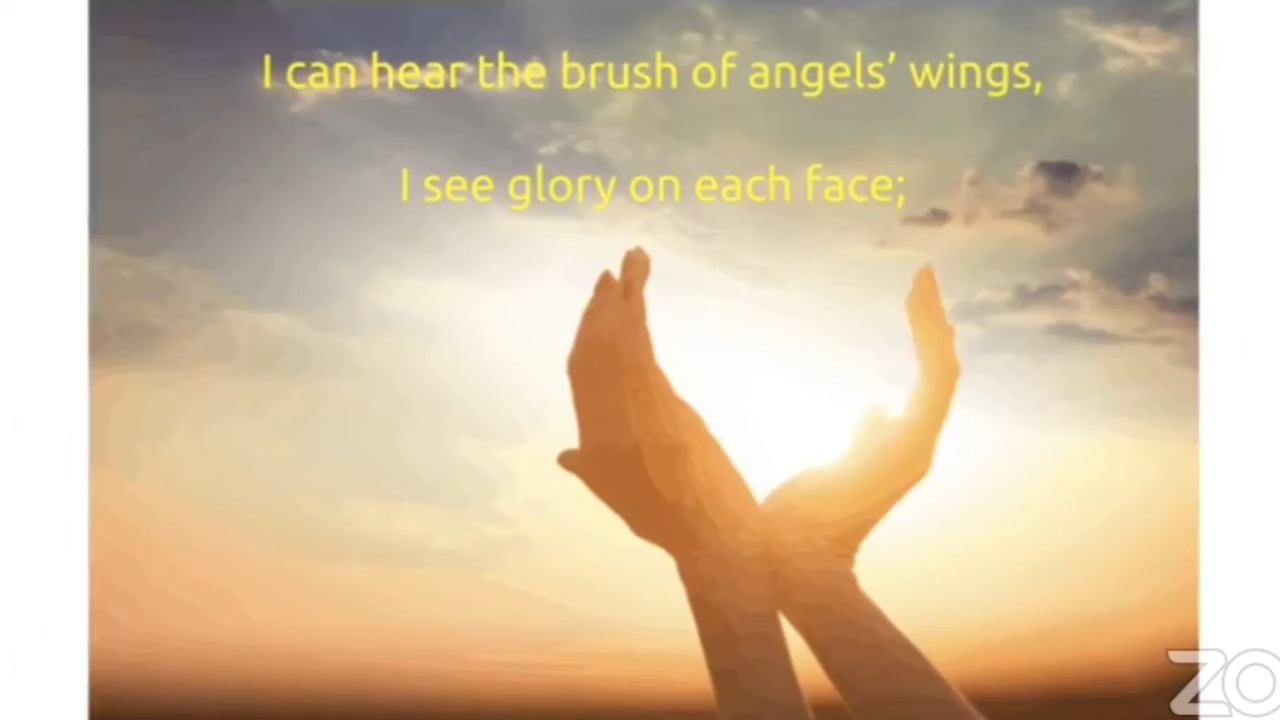 I can hear the brush of angels’ wings,
I see glory on each face;
ZO